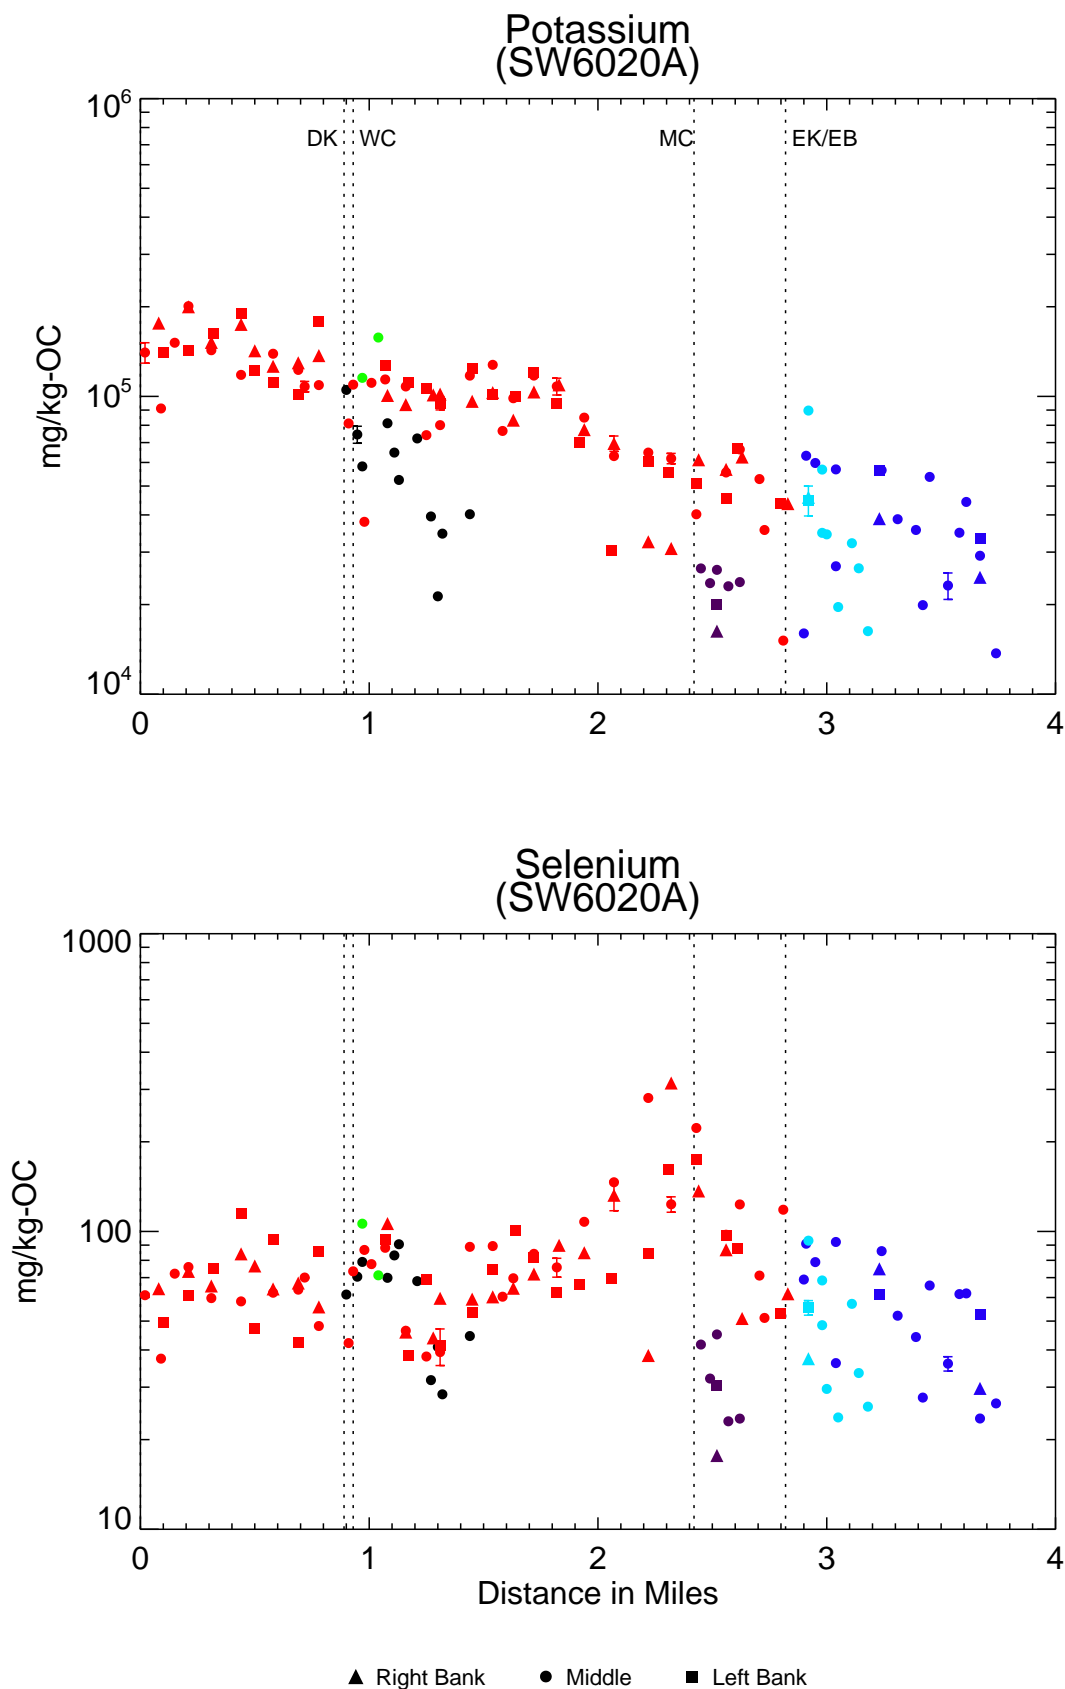 Potassium
(SW6020A)
10^6
DK WC MC EK/EB
10^5
mg/kg-OC
10^4
0 1 2 3 4
Selenium
(SW6020A)
1000
100
mg/kg-OC
10
0 1 2 3 4
Distance in Miles
Right Bank Middle Left Bank